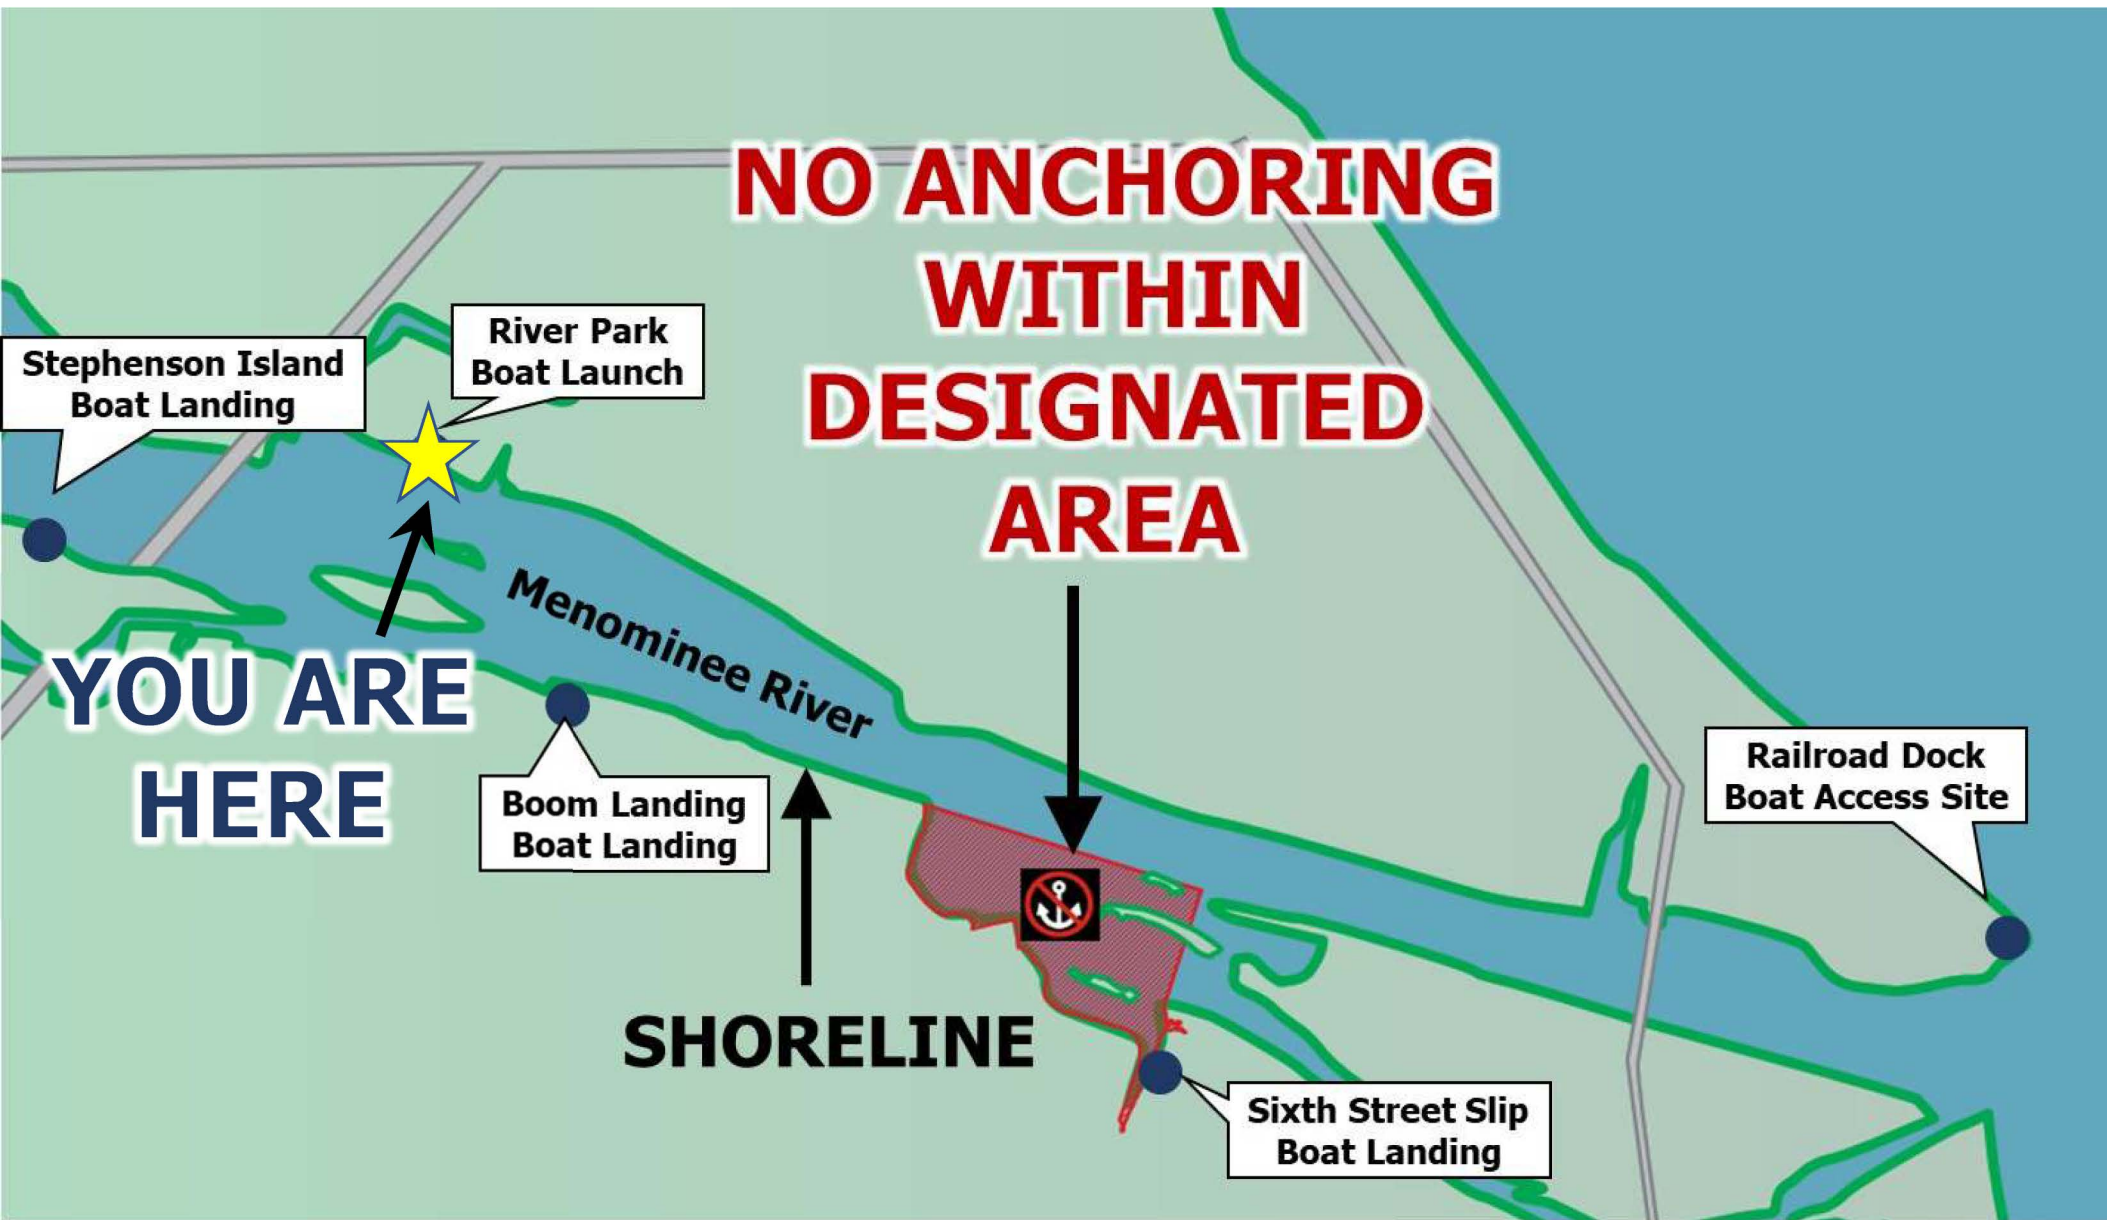 NO ANCHORING
WITHIN
DESIGNATED
AREA
River Park
Boat Launch
Stephenson Island
Boat Landing
Menominee River
YOU ARE
HERE
Boom Landing
Boat Landing
Railroad Dock
Boat Access Site
SHORELINE
Sixth Street Slip
Boat Landing